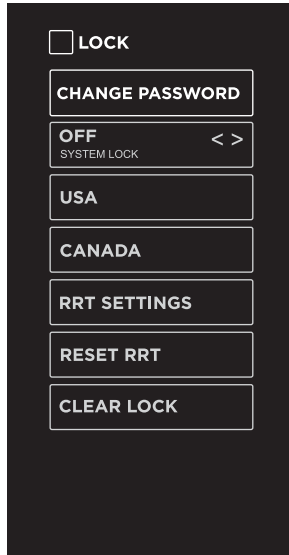 LOCK
CHANGE PASSWORD
OFF < >
SYSTEM LOCK
USA
CANADA
RRT SETTINGS
RESET RRT
CLEAR LOCK